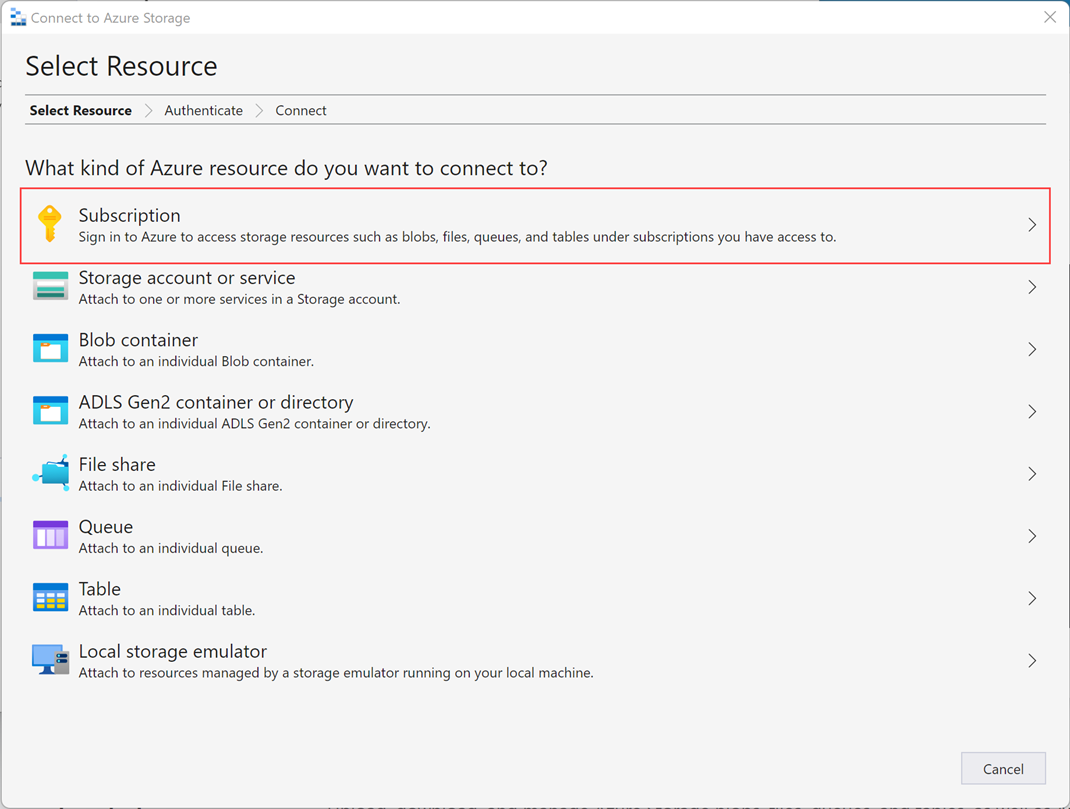 Connect to Azure Storage
Select Resource
Select Resource Authenticate Connect
What kind of Azure resource do you want to connect to?
Subscription
Sign in to Azure to access storage resources such as blobs, files, queues, and tables under subscriptions you have access to.
Storage account or service
Attach to one or more services in a Storage account.
Blob container
Attach to an individual Blob container.
ADLS Gen2 container or directory
Attach to an individual ADLS Gen2 container or directory.
File share
Attach to an individual File share.
Queue
Attach to an individual queue.
Table
Attach to an individual table.
Local storage emulator
Attach to resources managed by a storage emulator running on your local machine.
Cancel